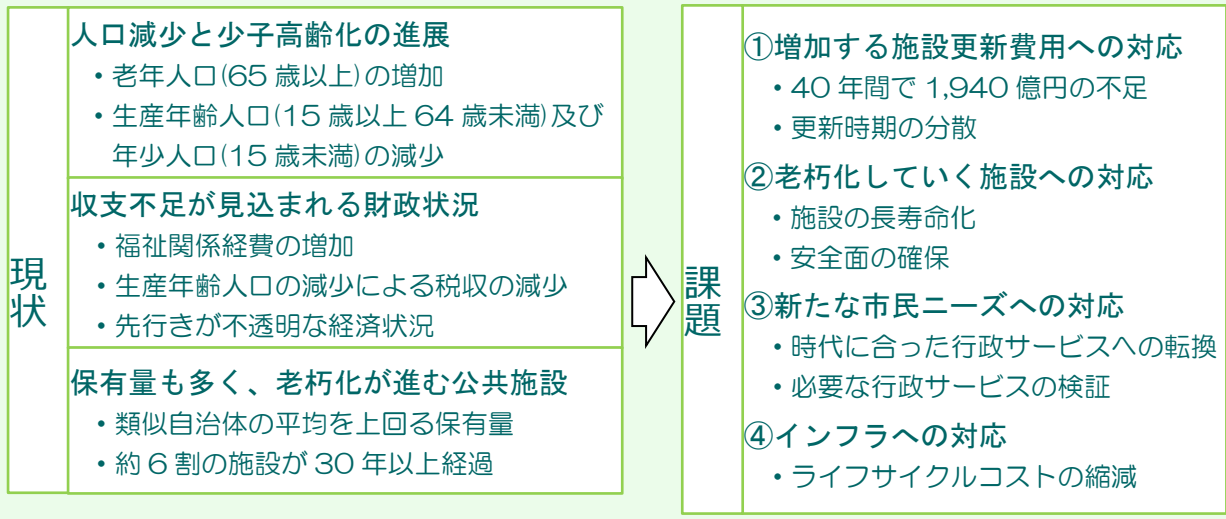 現状
人口減少と少子高齢化の進展
・老年人口(65歳以上)の増加
・生産年齢人口(15歳以上64歳未満)及び
年少人口(15歳未満)の減少
収支不足が見込まれる財政状況
・福祉関係経費の増加
・生産年齢人口の減少による税収の減少
・先行きが不透明な経済状況
保有量も多く、老朽化が進む公共施設
・類似自治体の平均を上回る保有量
・約6割の施設が30年以上経過
課題
①増加する施設更新費用への対応
・40年間で1,940億円の不足
・更新時期の分散
②老朽化していく施設への対応
・施設の長寿命化
・安全面の確保
③新たな市民ニーズへの対応
・時代に合った行政サービスへの転換
・必要な行政サービスの検証
④インフラへの対応
・ライフサイクルコストの縮減